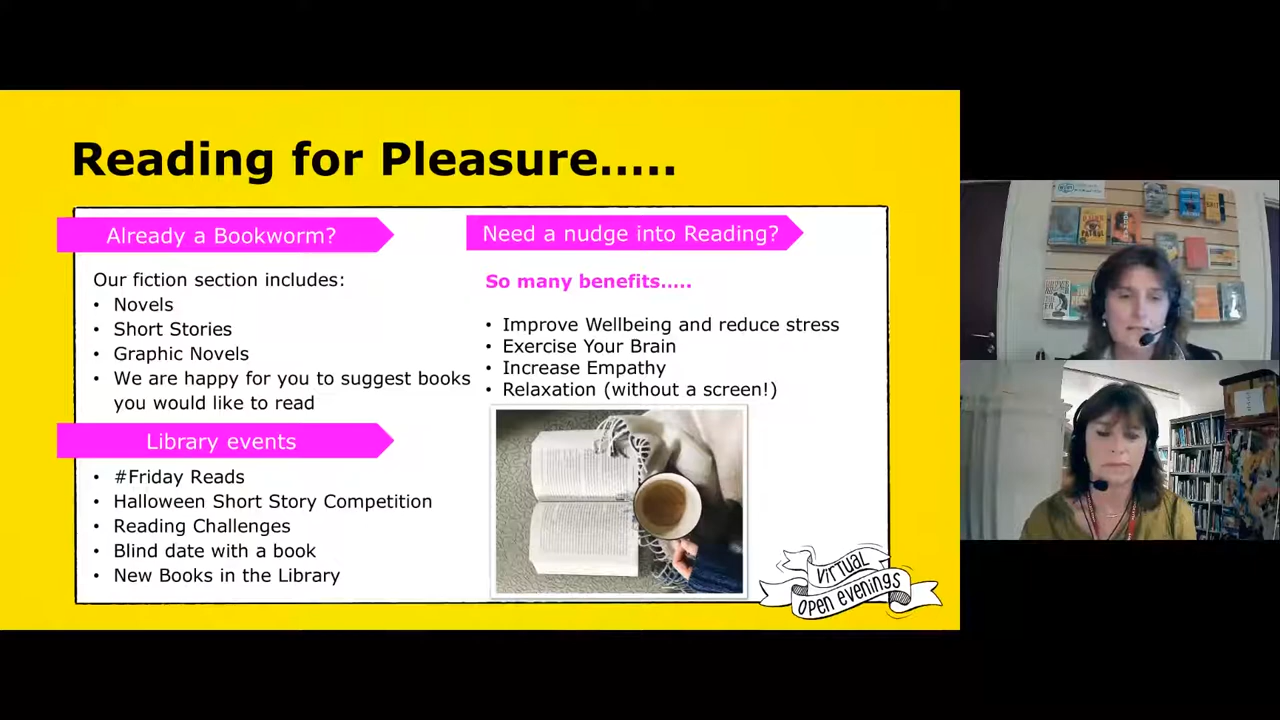 Reading for Pleasure.....
Already a Bookworm?
Our fiction section includes:
• Novels
• Short Stories
• Graphic Novels
• We are happy for you to suggest books
you would like to read
Library events
• #Friday Reads
• Halloween Short Story Competition
• Reading Challenges
• Blind date with a book
• New Books in the Library
Need a nudge into Reading?
So many benefits.....
• Improve Wellbeing and reduce stress
• Exercise Your Brain
• Increase Empathy
• Relaxation (without a screen!)
VIRTUAL
OPEN EVENINGS